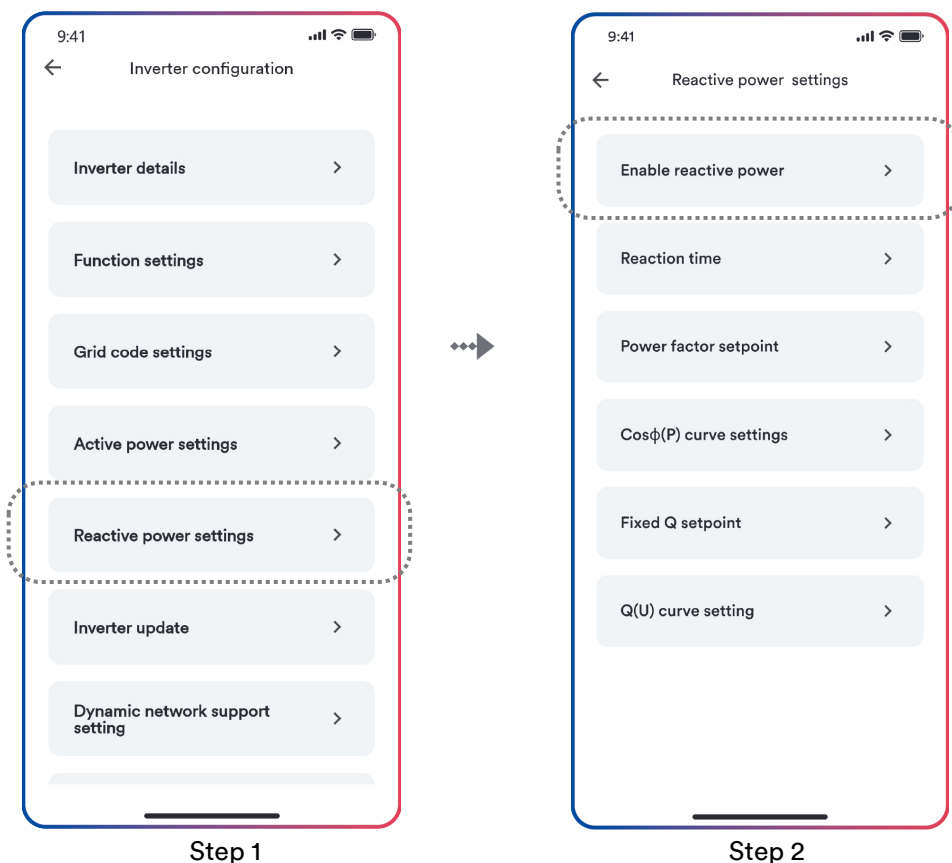 9:41
Inverter configuration
Inverter details
Function settings
Grid code settings
Active power settings
Reactive power settings
Inverter update
Dynamic network support
setting
Step 1
9:41
Reactive power settings
Enable reactive power
Reaction time
Power factor setpoint
Cosϕ(P) curve settings
Fixed Q setpoint
Q(U) curve setting
Step 2